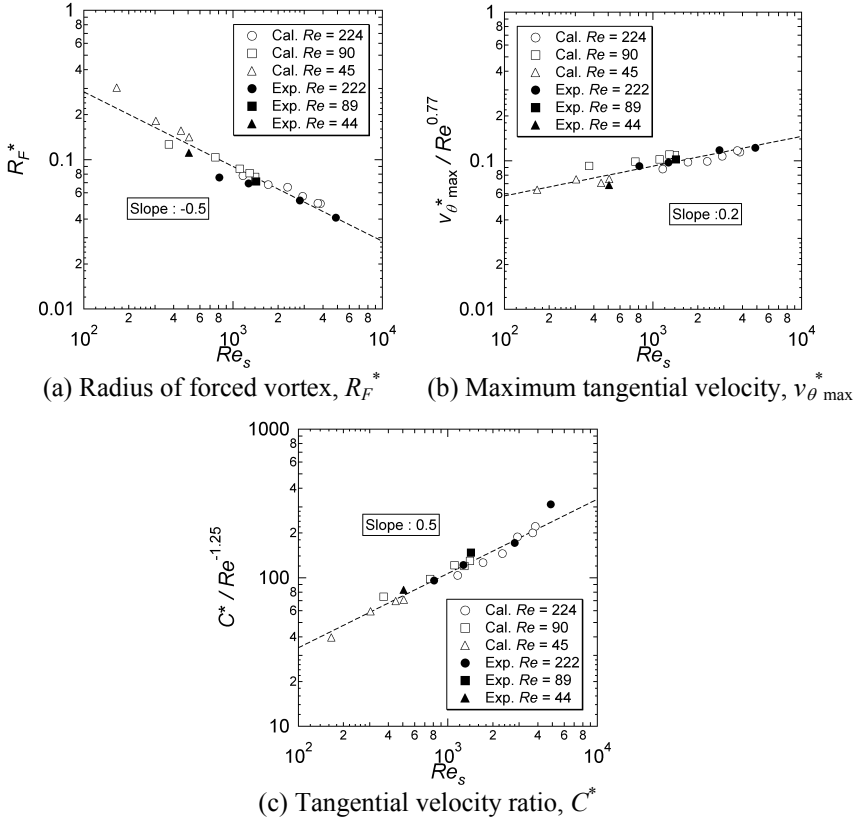 1
8
6
4
2
0.1
8
6
4
2
0.01
R_F^*
Cal. Re = 224
Cal. Re = 90
Cal. Re = 45
Exp. Re = 222
Exp. Re = 89
Exp. Re = 44
Slope : -0.5
10^2 2 4 6 8 10^3 2 4 6 8 10^4
Re_s
(a) Radius of forced vortex, R_F^*
1
8
6
4
2
0.1
8
6
4
2
0.01
v_θ^*_max / Re^0.77
Cal. Re = 224
Cal. Re = 90
Cal. Re = 45
Exp. Re = 222
Exp. Re = 89
Exp. Re = 44
Slope :0.2
10^2 2 4 6 8 10^3 2 4 6 8 10^4
Re_s
(b) Maximum tangential velocity, v_θ^*_max
1000
8
6
4
2
100
8
6
4
2
10
C^* / Re^-1.25
Slope : 0.5
Cal. Re = 224
Cal. Re = 90
Cal. Re = 45
Exp. Re = 222
Exp. Re = 89
Exp. Re = 44
10^2 2 4 6 8 10^3 2 4 6 8 10^4
Re_s
(c) Tangential velocity ratio, C^*